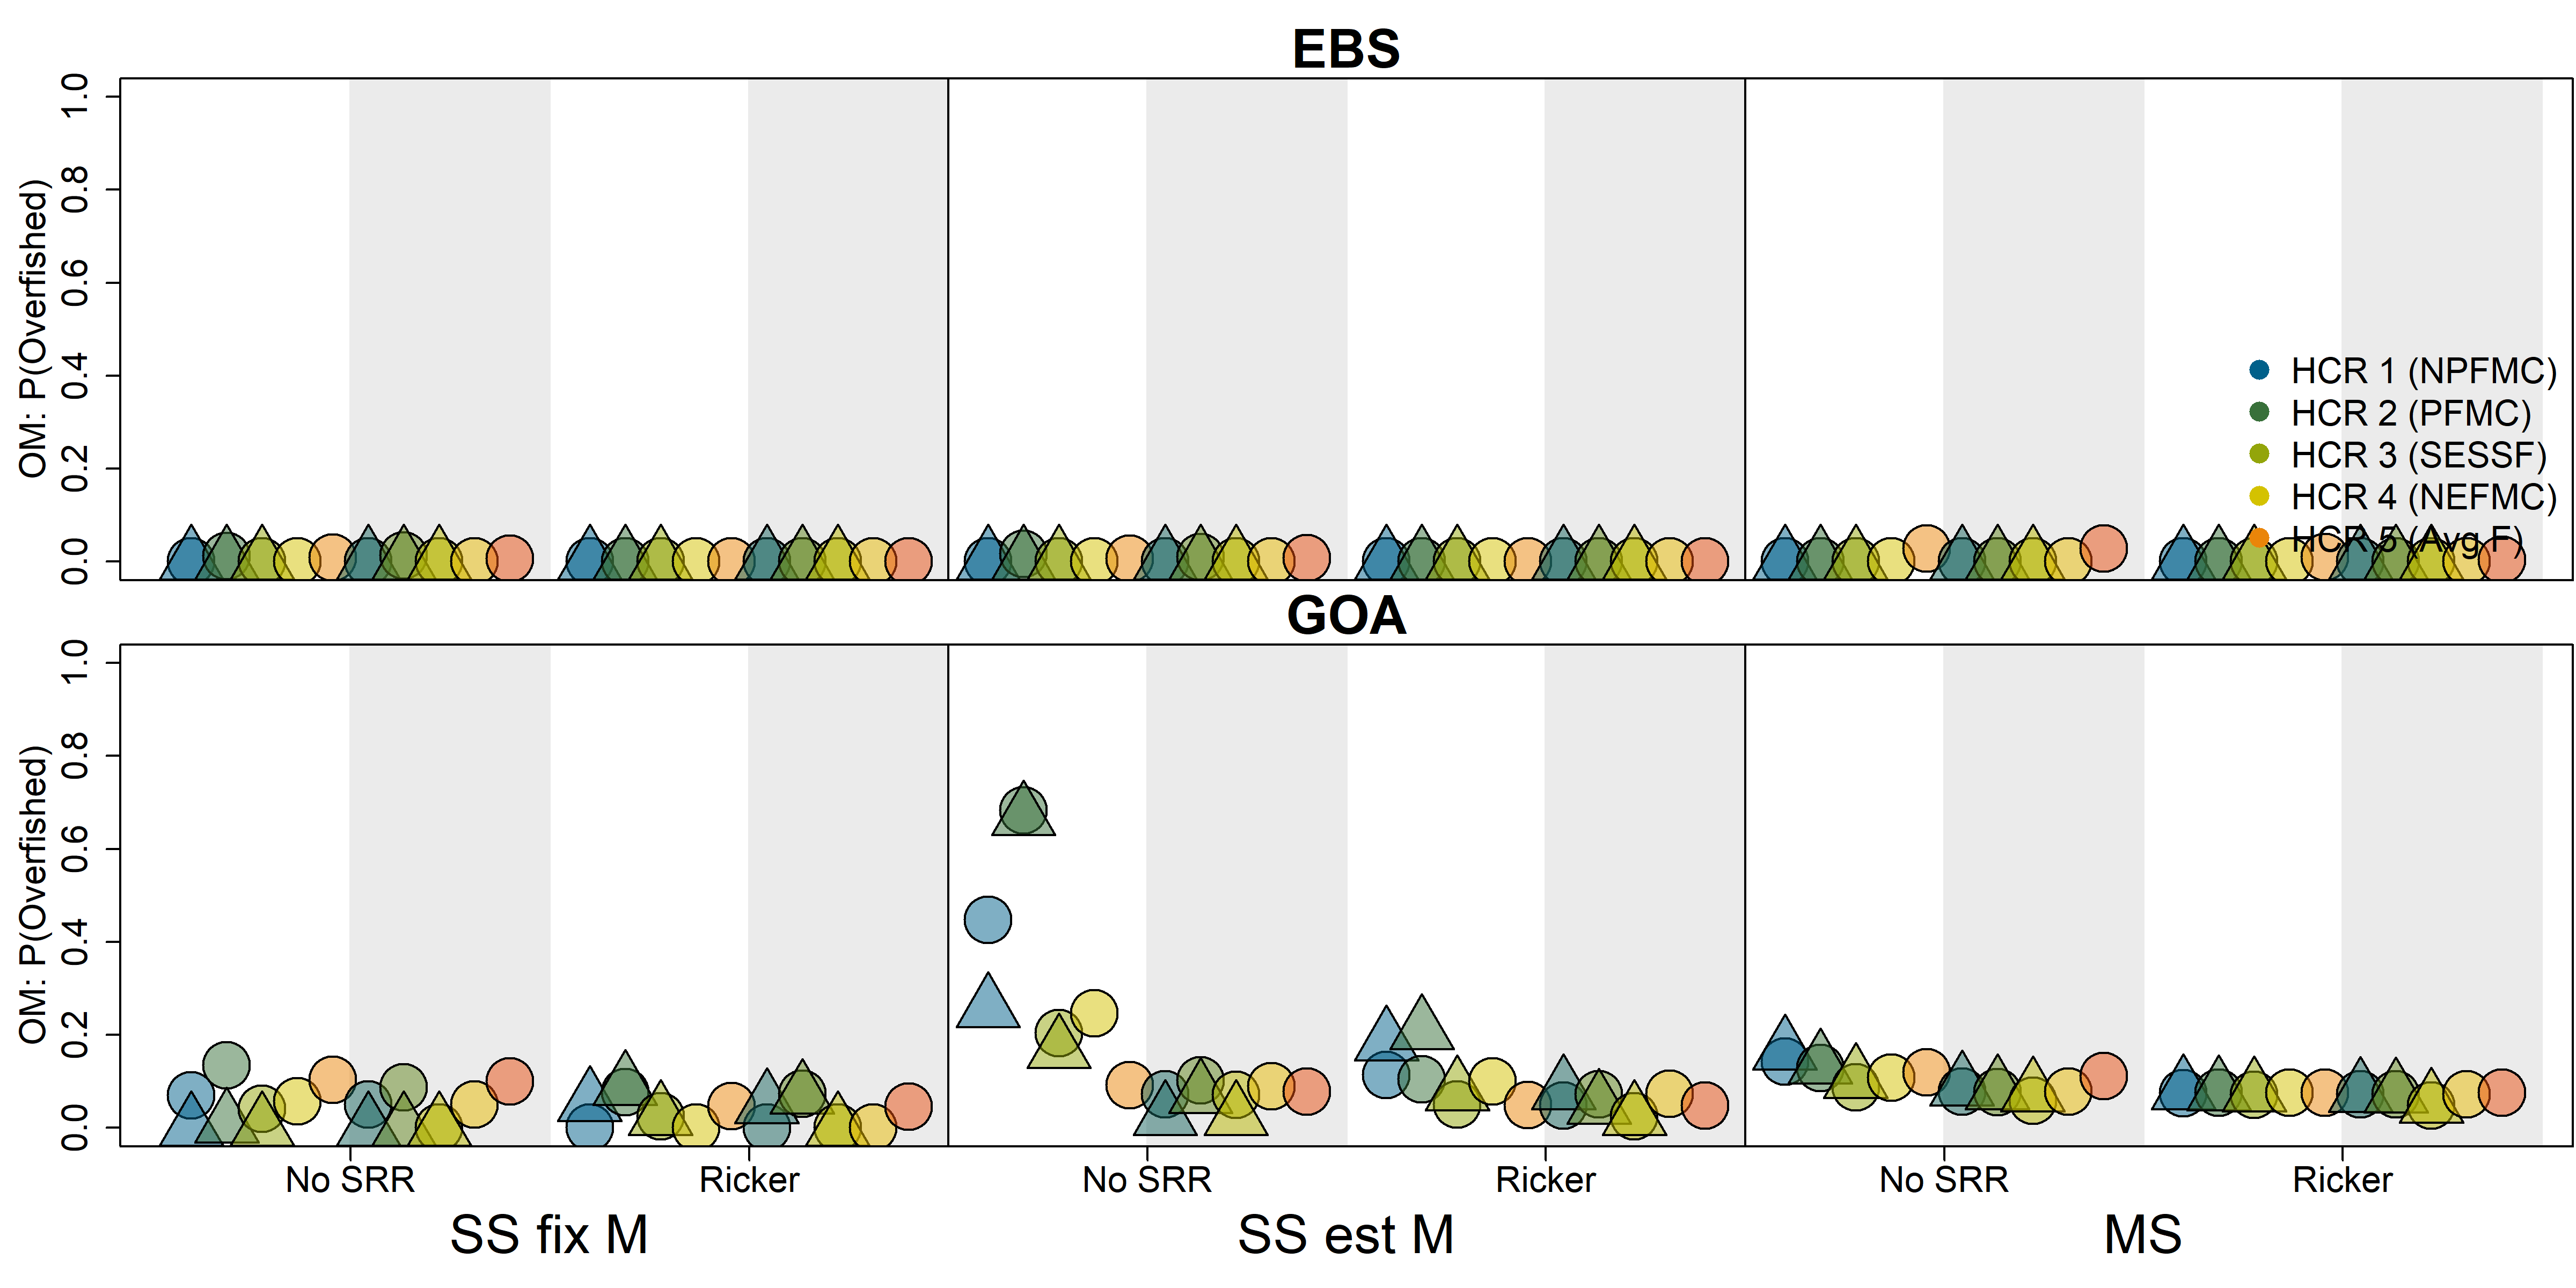 EBS
OM: P(Overfished)
1.0
0.8
0.6
0.4
0.2
0.0
HCR 1 (NPFMC)
HCR 2 (PFMC)
HCR 3 (SESSF)
HCR 4 (NEFMC)
HCR 5 (Avg F)
GOA
OM: P(Overfished)
1.0
0.8
0.6
0.4
0.2
0.0
No SRR Ricker No SRR Ricker No SRR Ricker
SS fix M SS est M MS